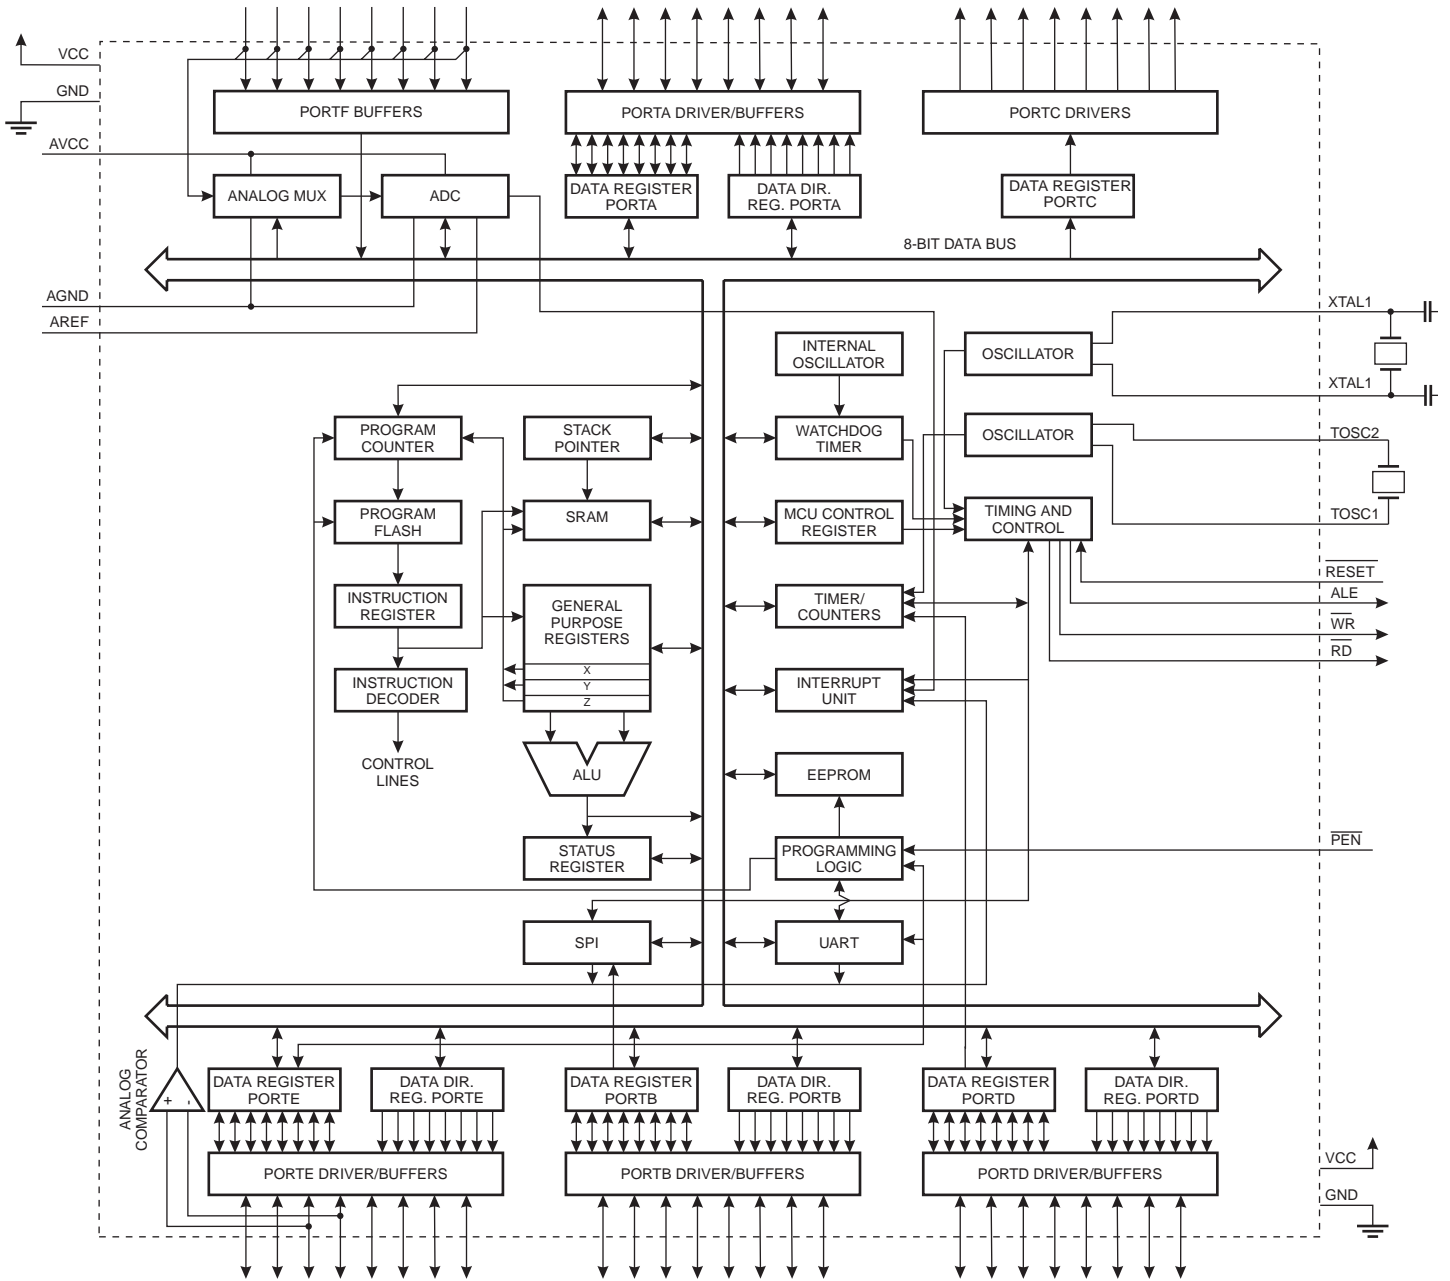 VCC
GND
PORTF BUFFERS
PORTA DRIVER/BUFFERS
PORTC DRIVERS
AVCC
ANALOG MUX
ADC
DATA REGISTER
PORTA
DATA DIR.
REG. PORTA
DATA REGISTER
PORTC
8-BIT DATA BUS
AGND
AREF
XTAL1
INTERNAL
OSCILLATOR
OSCILLATOR
XTAL1
PROGRAM
COUNTER
STACK
POINTER
WATCHDOG
TIMER
OSCILLATOR
TOSC2
PROGRAM
FLASH
SRAM
MCU CONTROL
REGISTER
TIMING AND
CONTROL
TOSC1
RESET
INSTRUCTION
REGISTER
GENERAL
PURPOSE
REGISTERS
X
Y
Z
TIMER/
COUNTERS
ALE
WR
RD
INSTRUCTION
DECODER
INTERRUPT
UNIT
CONTROL
LINES
ALU
EEPROM
STATUS
REGISTER
PROGRAMMING
LOGIC
PEN
SPI
UART
ANALOG
COMPARATOR
+ -
DATA REGISTER
PORTE
DATA DIR.
REG. PORTE
DATA REGISTER
PORTB
DATA DIR.
REG. PORTB
DATA REGISTER
PORTD
DATA DIR.
REG. PORTD
PORTE DRIVER/BUFFERS
PORTB DRIVER/BUFFERS
PORTD DRIVER/BUFFERS
VCC
GND